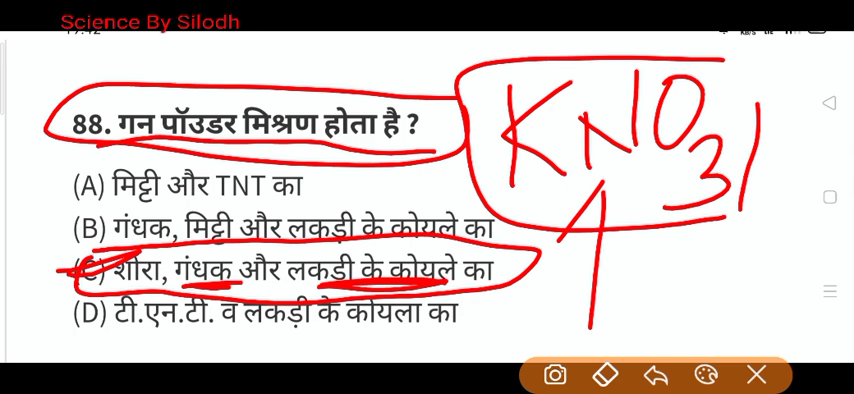 Science By Silodh
88. गन पॉउडर मिश्रण होता है ?
KNO3
(A) मिट्टी और TNT का
(B) गंधक, मिट्टी और लकड़ी के कोयले का
(C) शोरा, गंधक और लकडी के कोयले का
(D) टी.एन.टी. व लकड़ी के कोयला का